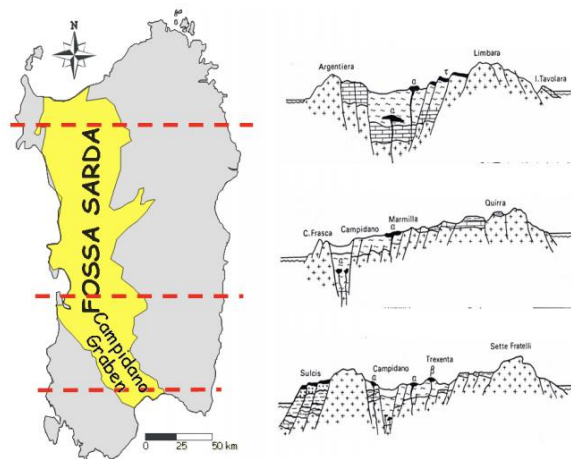 N
FOSSA SARDA
Campidano
Graben
0 25 50 km
Argentiera
α
α
τ
Limbara
I.Tavolara
C. Frasca
Campidano
Marmilla
α
α
Quirra
Sulcis
α
Campidano
α
Trexenta
β
Sette Fratelli